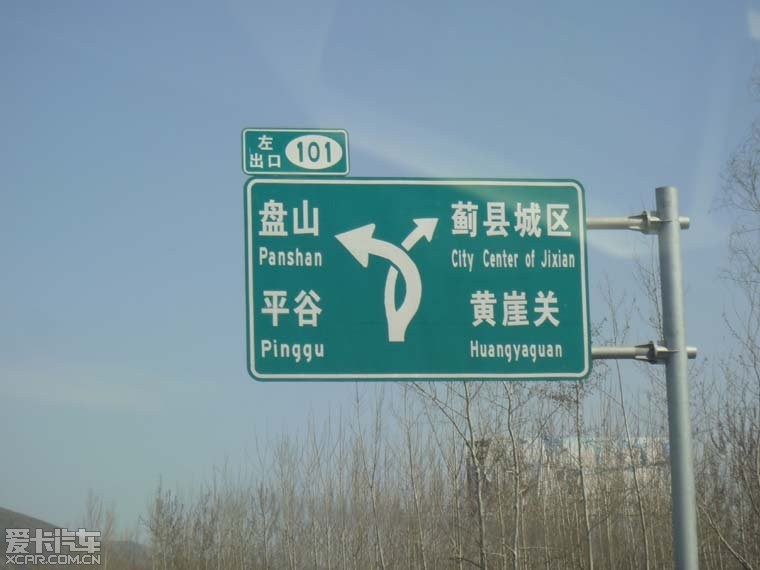 左
出口 101
盘山
Panshan
平谷
Pinggu
蓟县城区
City Center of Jixian
黄崖关
Huangyaguan
爱卡汽车
XCAR.COM.CN